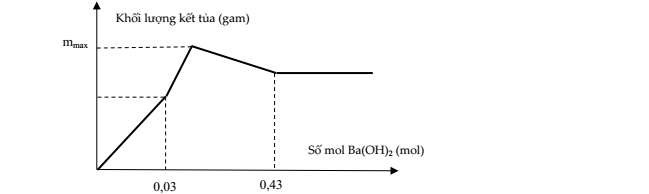 Khối lượng kết tủa (gam)
mmax
Số mol Ba(OH)₂ (mol)
0,03
0,43